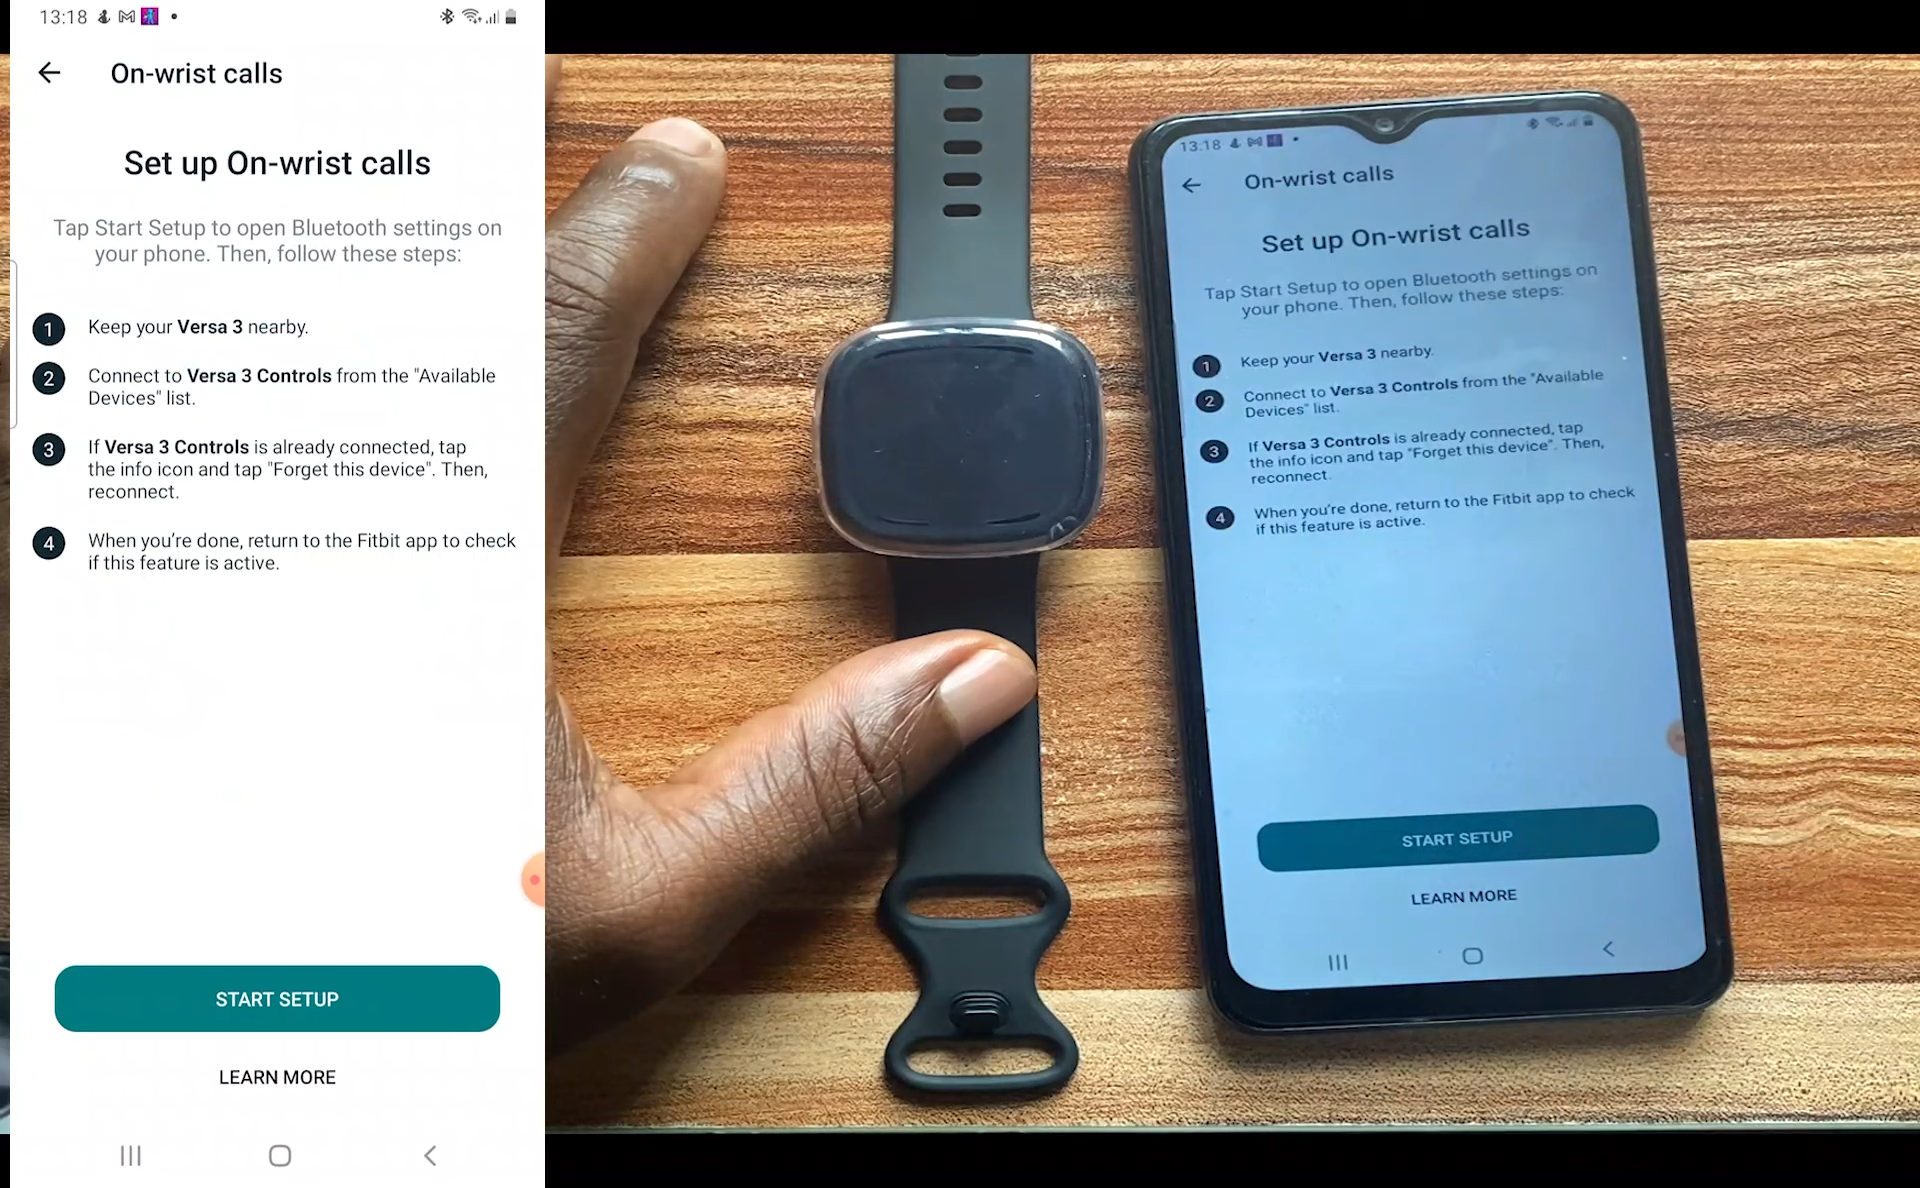 13:18
On-wrist calls
Set up On-wrist calls
Tap Start Setup to open Bluetooth settings on
your phone. Then, follow these steps:
1 Keep your Versa 3 nearby.
2 Connect to Versa 3 Controls from the "Available
Devices" list.
3 If Versa 3 Controls is already connected, tap
the info icon and tap "Forget this device". Then,
reconnect.
4 When you're done, return to the Fitbit app to check
if this feature is active.
START SETUP
LEARN MORE
13:18
On-wrist calls
Set up On-wrist calls
Tap Start Setup to open Bluetooth settings on
your phone. Then, follow these steps:
1 Keep your Versa 3 nearby.
2 Connect to Versa 3 Controls from the "Available
Devices" list.
3 If Versa 3 Controls is already connected, tap
the info icon and tap "Forget this device". Then,
reconnect.
4 When you're done, return to the Fitbit app to check
if this feature is active.
START SETUP
LEARN MORE